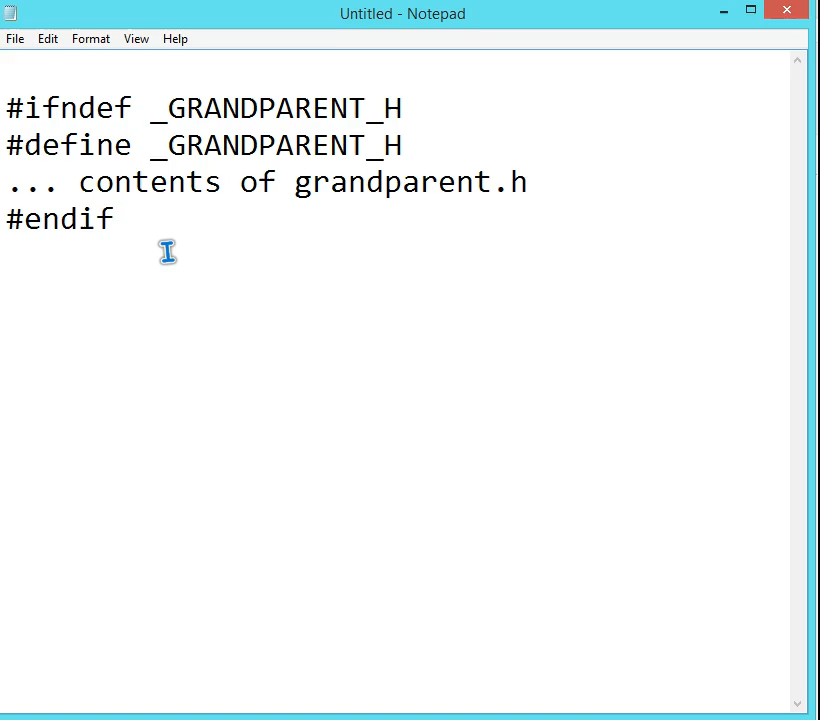 Untitled - Notepad
File Edit Format View Help
#ifndef _GRANDPARENT_H
#define _GRANDPARENT_H
... contents of grandparent.h
#endif